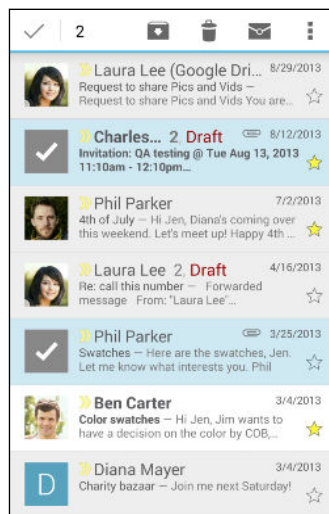 2
Laura Lee (Google Dri... 8/29/2013
Request to share Pics and Vids –
Request to share Pics and Vids You are...
Charles... 2, Draft 8/12/2013
Invitation: QA testing @ Tue Aug 13, 2013
11:10am - 12:10pm...
Phil Parker 7/2/2013
4th of July – Hi Jen, Diana's coming over
this weekend. Let's meet up! Happy 4th ...
Laura Lee 2, Draft 4/16/2013
Re: call this number – Forwarded
message From: "Laura Lee"...
Phil Parker 3/25/2013
Swatches – Here are the swatches, Jen.
Let me know what interests you. Phil
Ben Carter 3/4/2013
Color swatches – Hi Jen, Jim wants to
have a decision on the color by COB,...
D Diana Mayer 3/4/2013
Charity bazaar – Join me next Saturday!